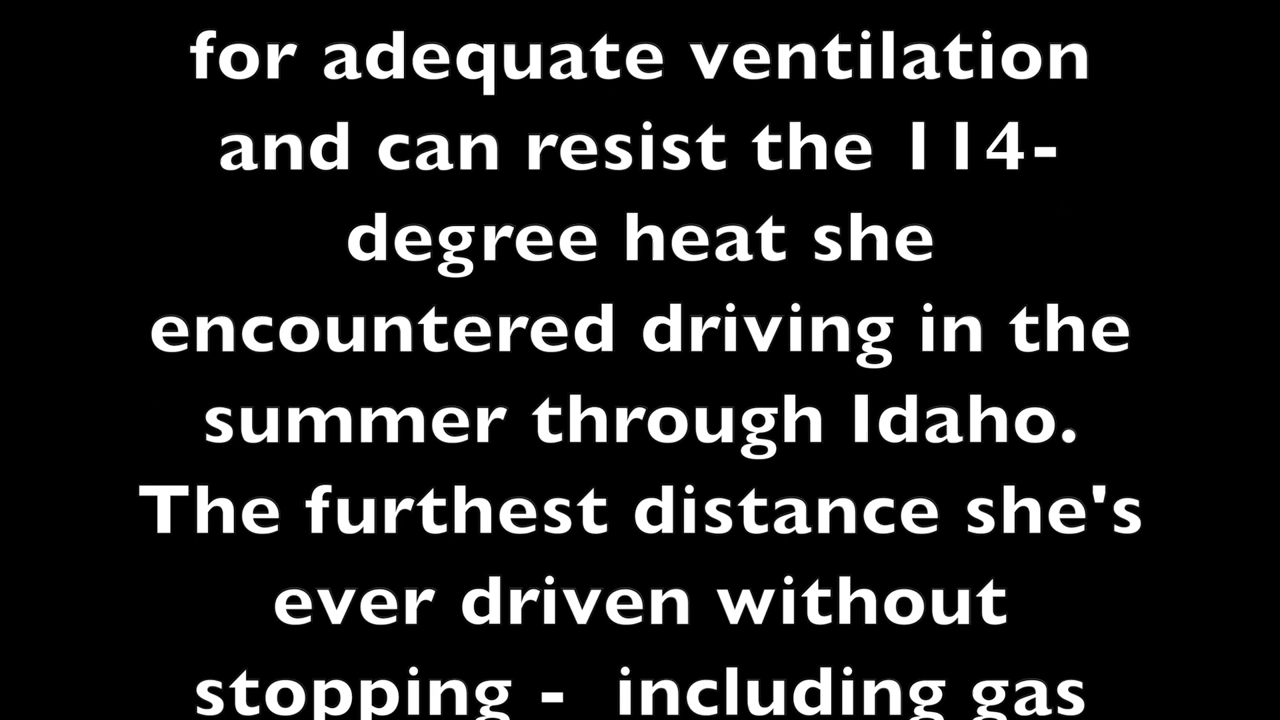 for adequate ventilation
and can resist the 114-
degree heat she
encountered driving in the
summer through Idaho.
The furthest distance she's
ever driven without
stopping -  including gas